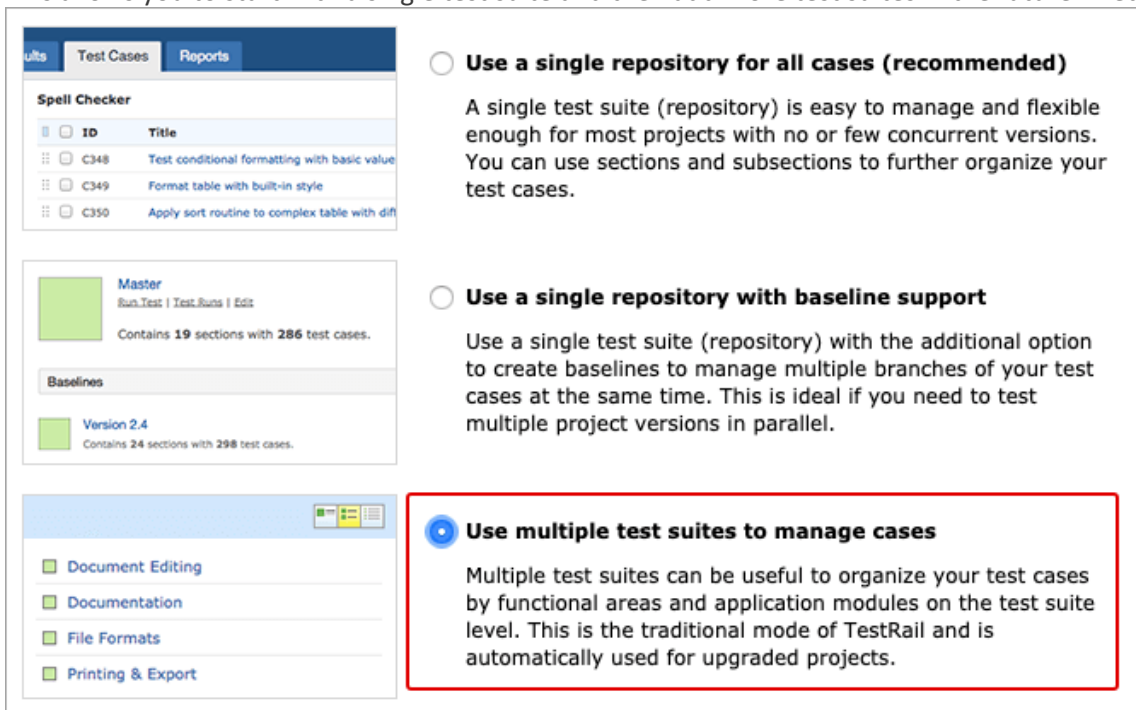 ults Test Cases Reports
Spell Checker
ID Title
C348 Test conditional formatting with basic value
C349 Format table with built-in style
C350 Apply sort routine to complex table with diff
Use a single repository for all cases (recommended)
A single test suite (repository) is easy to manage and flexible
enough for most projects with no or few concurrent versions.
You can use sections and subsections to further organize your
test cases.
Master
Run Test | Test Runs | Edit
Contains 19 sections with 286 test cases.
Baselines
Version 2.4
Contains 24 sections with 298 test cases.
Use a single repository with baseline support
Use a single test suite (repository) with the additional option
to create baselines to manage multiple branches of your test
cases at the same time. This is ideal if you need to test
multiple project versions in parallel.
Document Editing
Documentation
File Formats
Printing & Export
Use multiple test suites to manage cases
Multiple test suites can be useful to organize your test cases
by functional areas and application modules on the test suite
level. This is the traditional mode of TestRail and is
automatically used for upgraded projects.